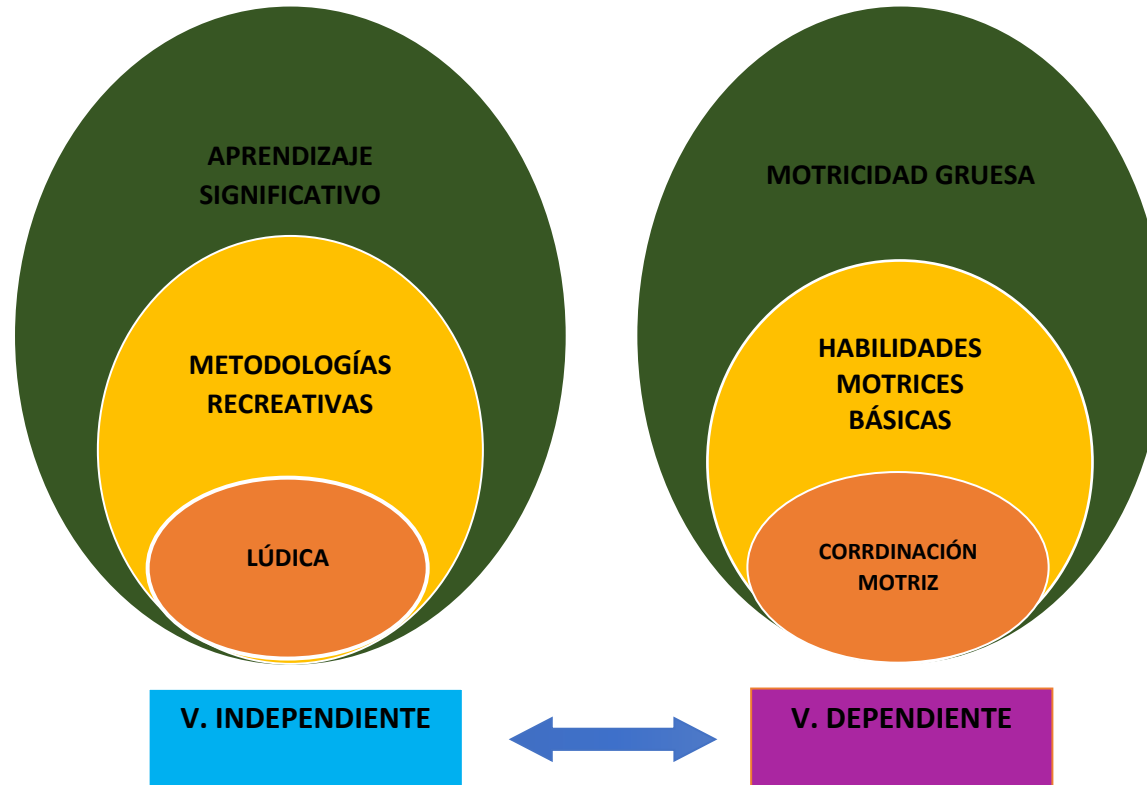 APRENDIZAJE
SIGNIFICATIVO
METODOLOGÍAS
RECREATIVAS
LÚDICA
V. INDEPENDIENTE
MOTRICIDAD GRUESA
HABILIDADES
MOTRICES
BÁSICAS
CORRDINACIÓN
MOTRIZ
V. DEPENDIENTE